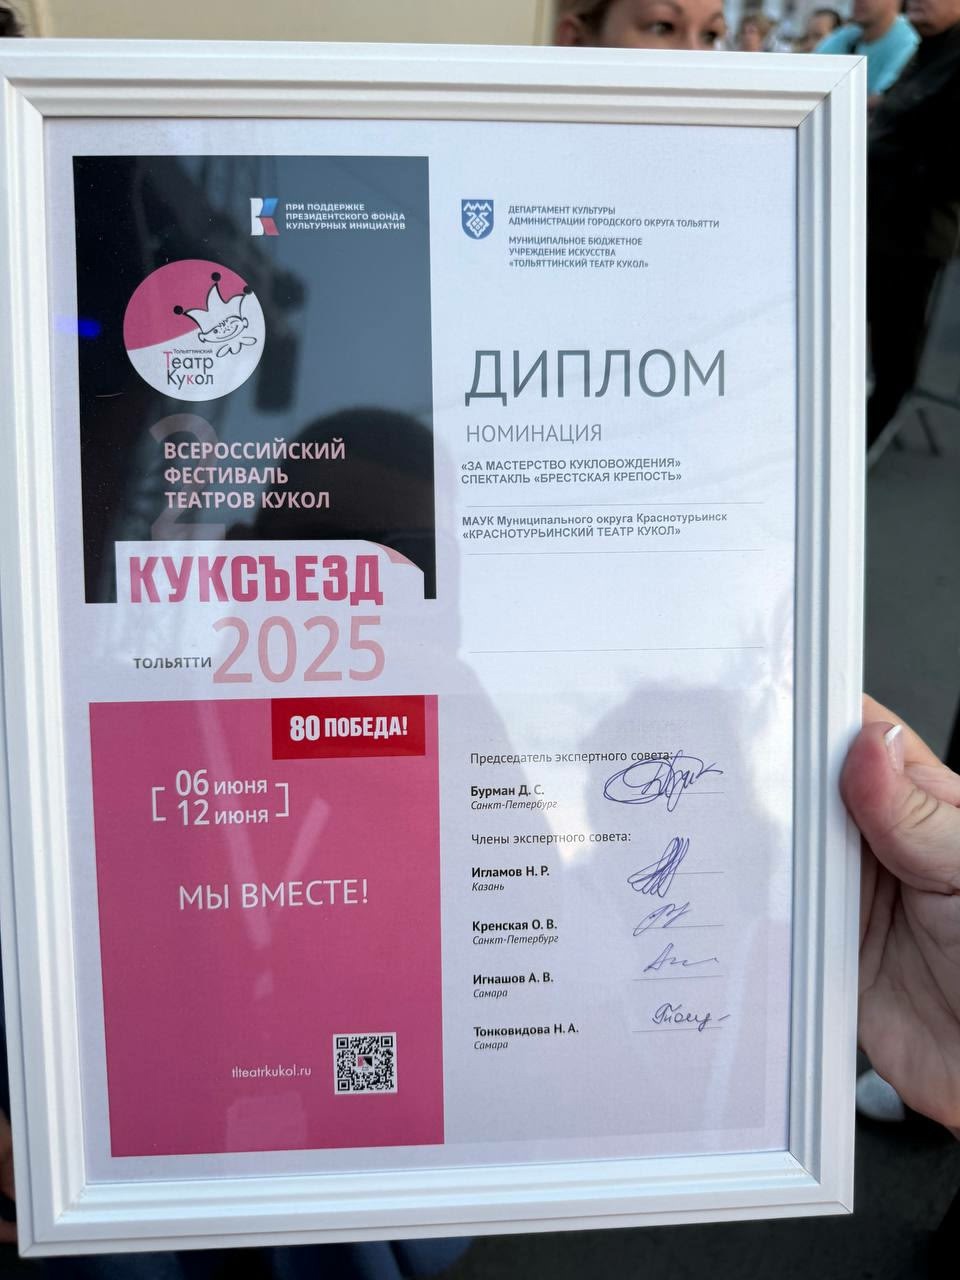 ПРИ ПОДДЕРЖКЕ
ПРЕЗИДЕНТСКОГО ФОНДА
КУЛЬТУРНЫХ ИНИЦИАТИВ
Тольяттинский
Театр
Кукол
ВСЕРОССИЙСКИЙ
ФЕСТИВАЛЬ
ТЕАТРОВ КУКОЛ
КУКСЪЕЗД
ТОЛЬЯТТИ 2025
80 ПОБЕДА!
06 июня
12 июня
МЫ ВМЕСТЕ!
tlteatrkukol.ru
ДЕПАРТАМЕНТ КУЛЬТУРЫ
АДМИНИСТРАЦИИ ГОРОДСКОГО ОКРУГА ТОЛЬЯТТИ
МУНИЦИПАЛЬНОЕ БЮДЖЕТНОЕ
УЧРЕЖДЕНИЕ ИСКУССТВА
«ТОЛЬЯТТИНСКИЙ ТЕАТР КУКОЛ»
ДИПЛОМ
НОМИНАЦИЯ
«ЗА МАСТЕРСТВО КУКЛОВОЖДЕНИЯ»
СПЕКТАКЛЬ «БРЕСТСКАЯ КРЕПОСТЬ»
МАУК Муниципального округа Краснотурьинск
«КРАСНОТУРЬИНСКИЙ ТЕАТР КУКОЛ»
Председатель экспертного совета:
Бурман Д. С.
Санкт-Петербург
Члены экспертного совета:
Игламов Н. Р.
Казань
Кренская О. В.
Санкт-Петербург
Игнашов А. В.
Самара
Тонковидова Н. А.
Самара